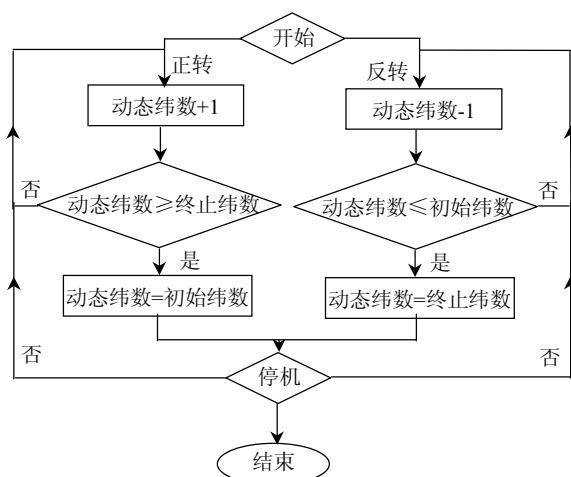 开始
正转
反转
动态纬数+1
动态纬数-1
否
动态纬数≥终止纬数
动态纬数≤初始纬数
否
是
是
动态纬数=初始纬数
动态纬数=终止纬数
否
停机
否
结束